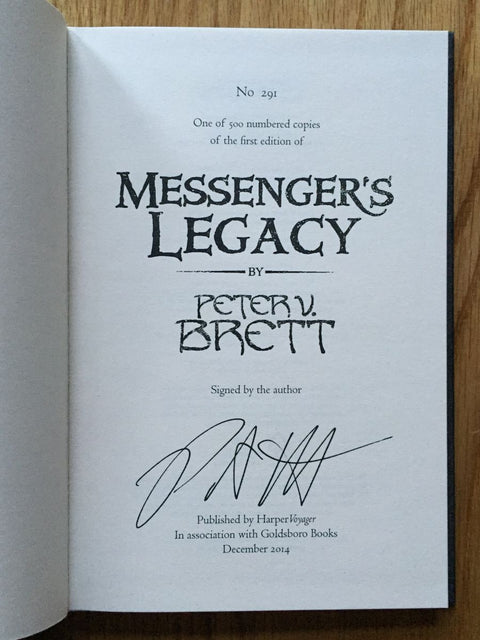 No 291
One of 500 numbered copies
of the first edition of
MESSENGER'S
LEGACY
BY
PETER V.
BRETT
Signed by the author
Published by HarperVoyager
In association with Goldsboro Books
December 2014